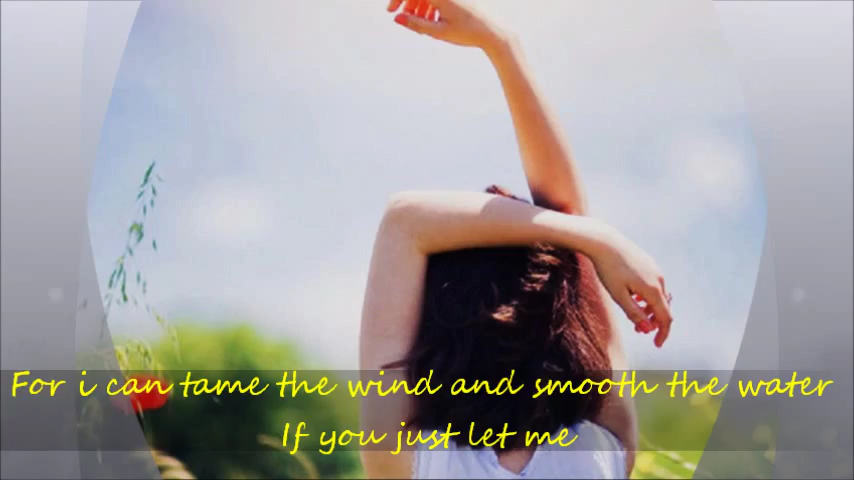 For i can tame the wind and smooth the water
If you just let me